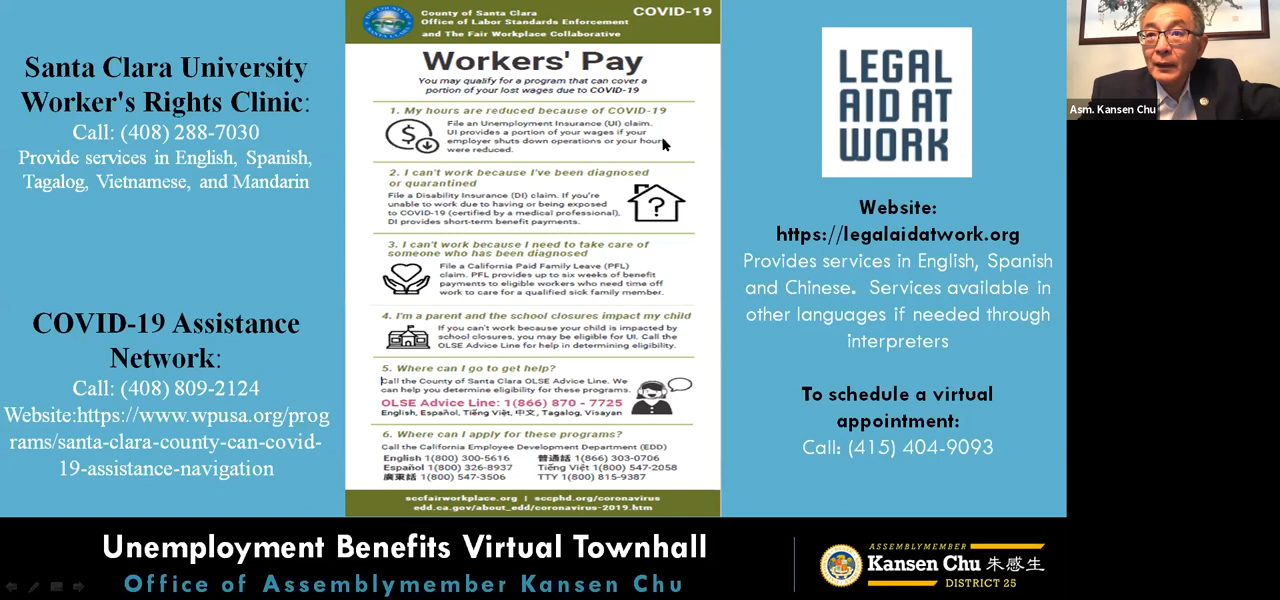 Santa Clara University
Worker's Rights Clinic:
Call: (408) 288-7030
Provide services in English, Spanish,
Tagalog, Vietnamese, and Mandarin
COVID-19 Assistance
Network:
Call: (408) 809-2124
Website:https://www.wpusa.org/prog
rams/santa-clara-county-can-covid-
19-assistance-navigation
County of Santa Clara
Office of Labor Standards Enforcement
and The Fair Workplace Collaborative
COVID-19
Workers' Pay
You may qualify for a program that can cover a
portion of your lost wages due to COVID-19
1. My hours are reduced because of COVID-19
File an Unemployment Insurance (UI) claim.
UI provides a portion of your wages if your
employer shuts down operations or your hour
were reduced.
2. I can't work because I've been diagnosed
or quarantined
File a Disability Insurance (DI) claim. If you're
unable to work due to having or being exposed
to COVID-19 (certified by a medical professional),
DI provides short-term benefit payments.
3. I can't work because I need to take care of
someone who has been diagnosed
File a California Paid Family Leave (PFL)
claim. PFL provides up to six weeks of benefit
payments to eligible workers who need time off
work to care for a qualified sick family member.
4. I'm a parent and the school closures impact my child
If you can't work because your child is impacted by
school closures, you may be eligible for UI. Call the
OLSE Advice Line for help in determining eligibility.
5. Where can I go to get help?
Call the County of Santa Clara OLSE Advice Line. We
can help you determine eligibility for these programs.
OLSE Advice Line: 1(866) 870 - 7725
English, Español, Tiếng Việt, 中文, Tagalog, Visayan
6. Where can I apply for these programs?
Call the California Employee Development Department (EDD)
English 1(800) 300-5616 普通話 1(866) 303-0706
Español 1(800) 326-8937 Tiếng Việt 1(800) 547-2058
廣東話 1(800) 547-3506 TTY 1(800) 815-9387
sccfairworkplace.org | sccphd.org/coronavirus
edd.ca.gov/about_edd/coronavirus-2019.htm
LEGAL
AID AT
WORK
Website:
https://legalaidatwork.org
Provides services in English, Spanish
and Chinese. Services available in
other languages if needed through
interpreters
To schedule a virtual
appointment:
Call: (415) 404-9093
Asm. Kansen Chu
Unemployment Benefits Virtual Townhall
Office of Assemblymember Kansen Chu
ASSEMBLYMEMBER
Kansen Chu 朱感生
DISTRICT 25